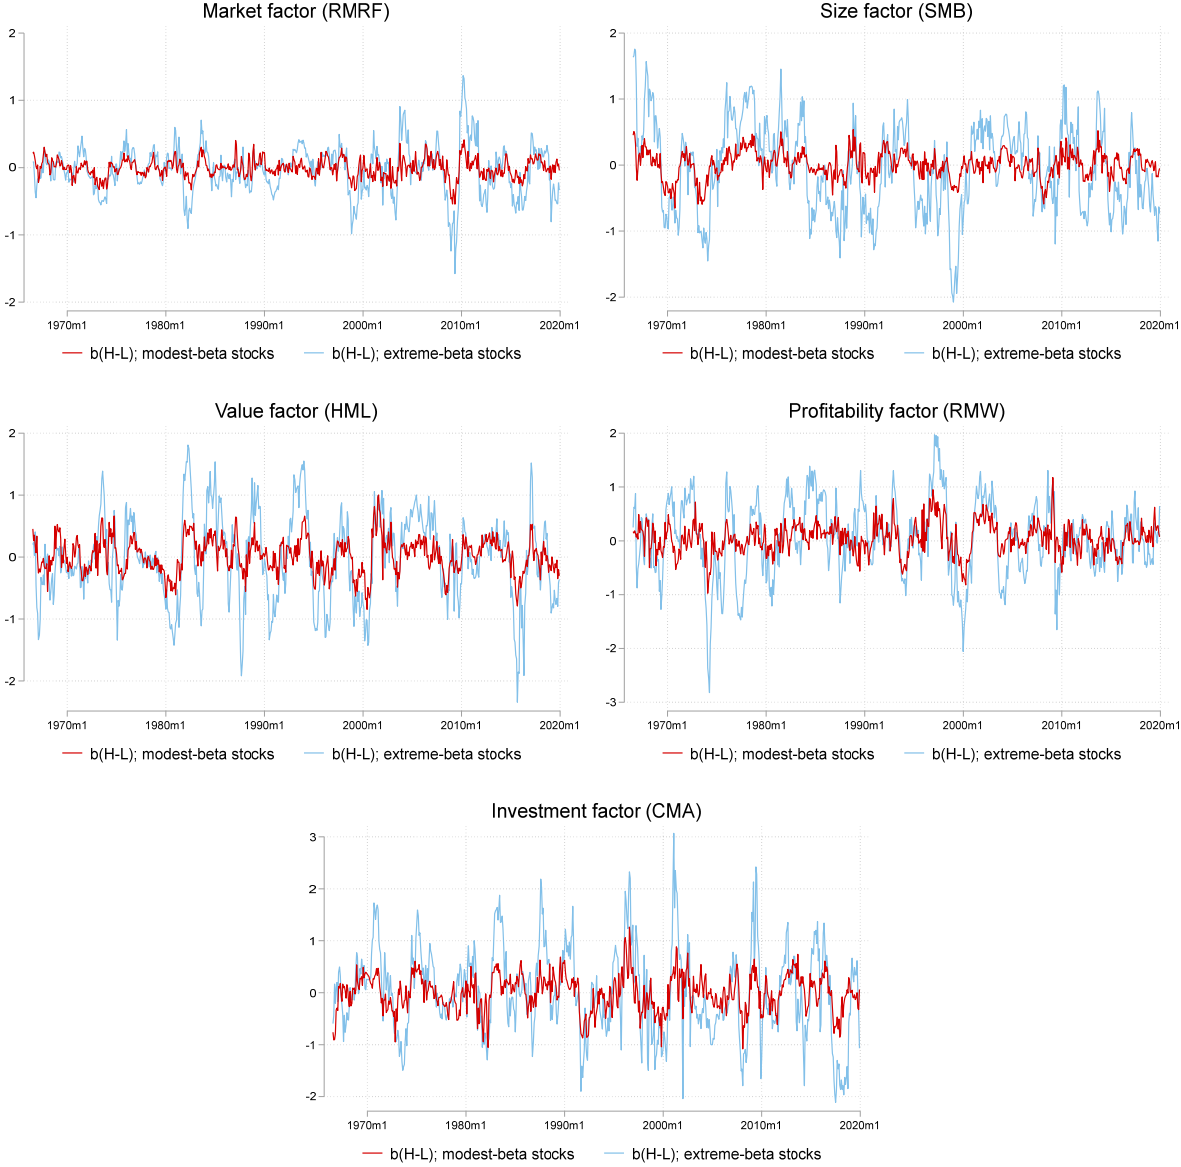 Market factor (RMRF)
2
1
0
-1
-2
1970m1 1980m1 1990m1 2000m1 2010m1 2020m1
b(H-L); modest-beta stocks b(H-L); extreme-beta stocks
Size factor (SMB)
2
1
0
-1
-2
1970m1 1980m1 1990m1 2000m1 2010m1 2020m1
b(H-L); modest-beta stocks b(H-L); extreme-beta stocks
Value factor (HML)
2
1
0
-1
-2
1970m1 1980m1 1990m1 2000m1 2010m1 2020m1
b(H-L); modest-beta stocks b(H-L); extreme-beta stocks
Profitability factor (RMW)
2
1
0
-1
-2
-3
1970m1 1980m1 1990m1 2000m1 2010m1 2020m1
b(H-L); modest-beta stocks b(H-L); extreme-beta stocks
Investment factor (CMA)
3
2
1
0
-1
-2
1970m1 1980m1 1990m1 2000m1 2010m1 2020m1
b(H-L); modest-beta stocks b(H-L); extreme-beta stocks